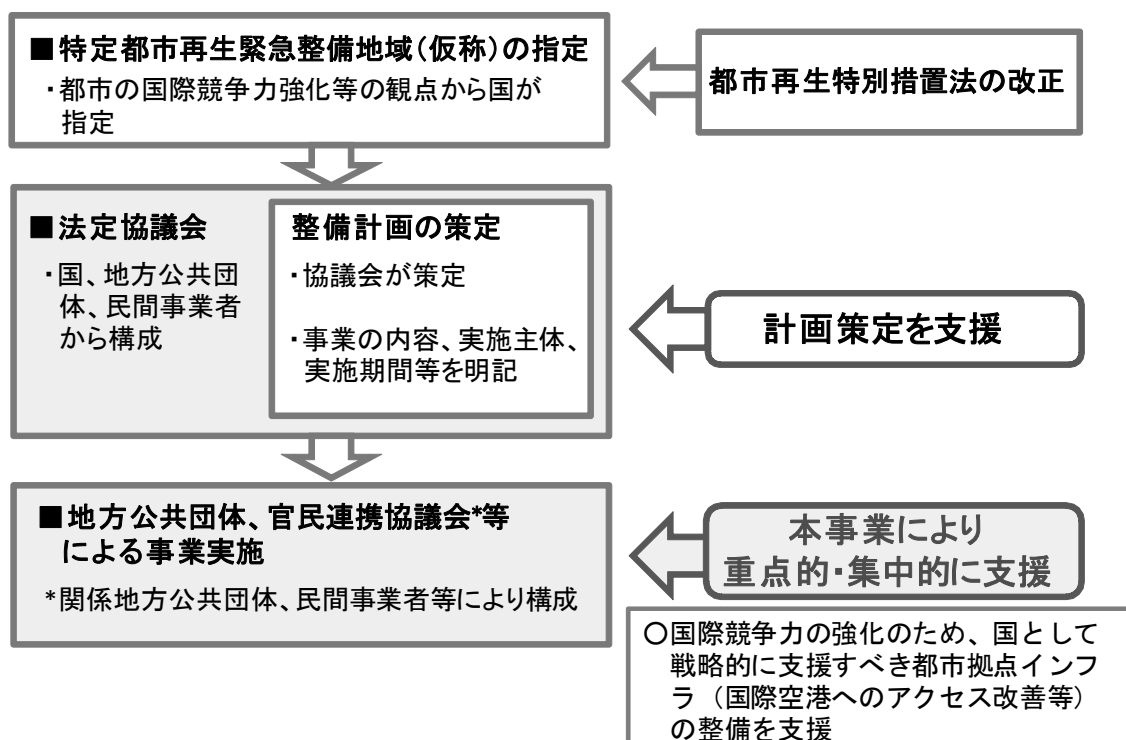 ■特定都市再生緊急整備地域（仮称）の指定
・都市の国際競争力強化等の観点から国が
指定
都市再生特別措置法の改正
■法定協議会
・国、地方公共団
体、民間事業者
から構成
整備計画の策定
・協議会が策定
・事業の内容、実施主体、
実施期間等を明記
計画策定を支援
■地方公共団体、官民連携協議会*等
による事業実施
*関係地方公共団体、民間事業者等により構成
本事業により
重点的・集中的に支援
○国際競争力の強化のため、国として
戦略的に支援すべき都市拠点インフ
ラ（国際空港へのアクセス改善等）
の整備を支援